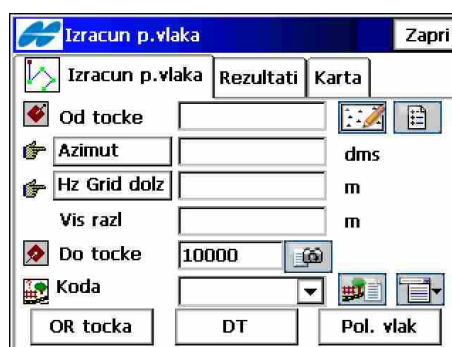 Izracun p.vlaka Zapri
Izracun p.vlaka Rezultati Karta
Od tocke
Azimut dms
Hz Grid dolz m
Vis razl m
Do tocke 10000
Koda
OR tocka DT Pol. vlak